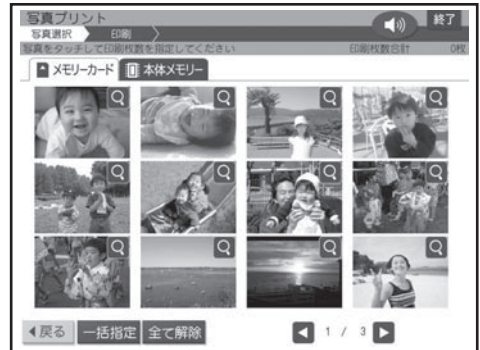 写真プリント
終了
写真選択 印刷
写真をタッチして印刷枚数を指定してください 印刷枚数合計 0枚
メモリーカード 本体メモリー
戻る 一括指定 全て解除 1 / 3